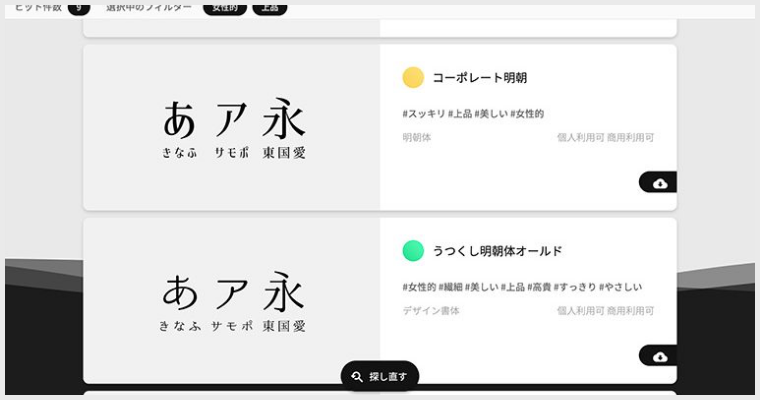 ヒット件数 9 選択中のフィルター 女性的 上品
あ ア 永
きなふ サモポ 東国愛
コーポレート明朝
#スッキリ #上品 #美しい #女性的
明朝体 個人利用可 商用利用可
あ ア 永
きなふ サモポ 東国愛
うつくし明朝体オールド
#女性的 #繊細 #美しい #上品 #高貴 #すっきり #やさしい
デザイン書体 個人利用可 商用利用可
探し直す